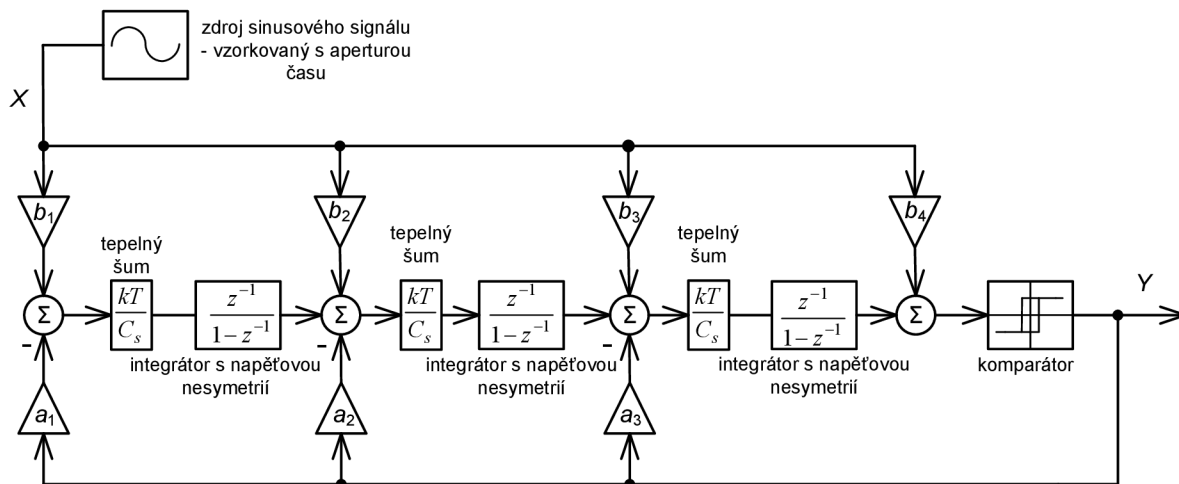 zdroj sinusového signálu
- vzorkovaný s aperturou
času
X
b1
b2
b3
b4
tepelný
šum
tepelný
šum
tepelný
šum
Σ
kT
Cs
z^{-1}
1-z^{-1}
Σ
kT
Cs
z^{-1}
1-z^{-1}
Σ
kT
Cs
z^{-1}
1-z^{-1}
Σ
Y
-
-
-
integrátor s napěťovou
nesymetrií
integrátor s napěťovou
nesymetrií
integrátor s napěťovou
nesymetrií
komparátor
a1
a2
a3